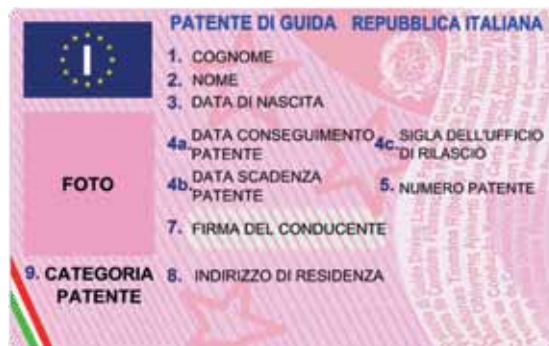 PATENTE DI GUIDA REPUBBLICA ITALIANA
I
1. COGNOME
2. NOME
3. DATA DI NASCITA
4a. DATA CONSEGUIMENTO PATENTE
4c. SIGLA DELL'UFFICIO DI RILASCIO
FOTO
4b. DATA SCADENZA PATENTE
5. NUMERO PATENTE
7. FIRMA DEL CONDUCENTE
9. CATEGORIA PATENTE
8. INDIRIZZO DI RESIDENZA